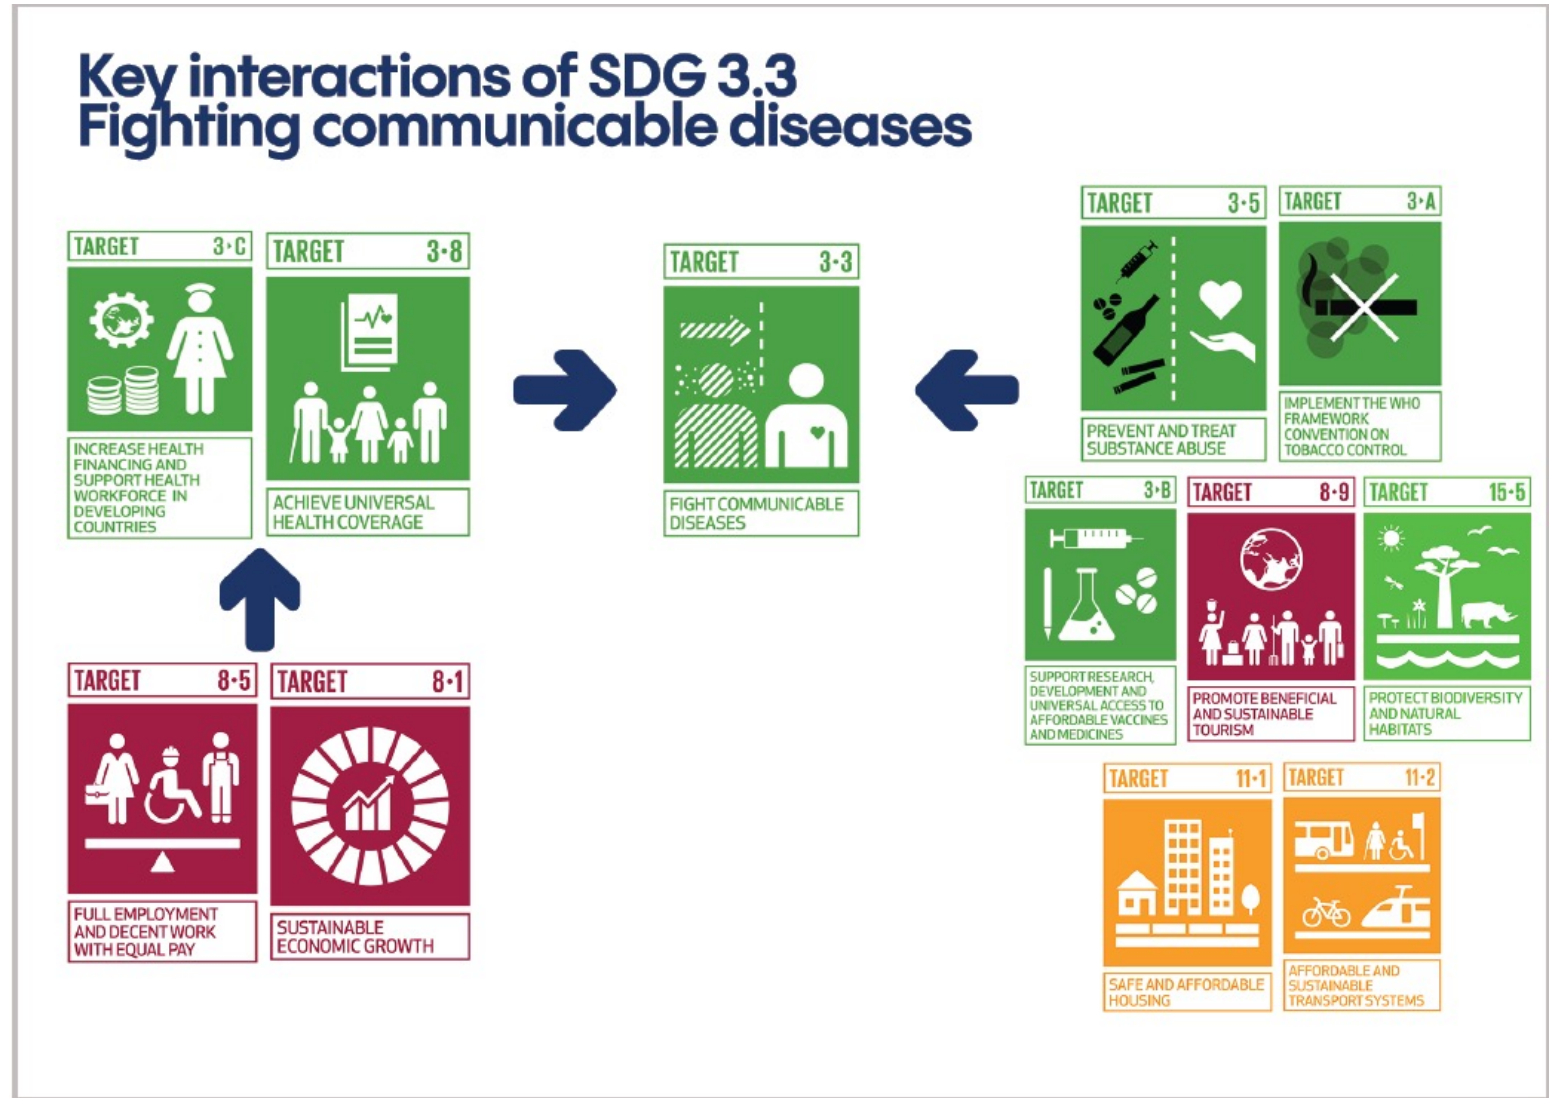 Key interactions of SDG 3.3
Fighting communicable diseases
TARGET 3·C
INCREASE HEALTH
FINANCING AND
SUPPORT HEALTH
WORKFORCE IN
DEVELOPING
COUNTRIES
TARGET 3·8
ACHIEVE UNIVERSAL
HEALTH COVERAGE
TARGET 8·5
FULL EMPLOYMENT
AND DECENT WORK
WITH EQUAL PAY
TARGET 8·1
SUSTAINABLE
ECONOMIC GROWTH
TARGET 3·3
FIGHT COMMUNICABLE
DISEASES
TARGET 3·5
PREVENT AND TREAT
SUBSTANCE ABUSE
TARGET 3·A
IMPLEMENT THE WHO
FRAMEWORK
CONVENTION ON
TOBACCO CONTROL
TARGET 3·B
SUPPORT RESEARCH,
DEVELOPMENT AND
UNIVERSAL ACCESS TO
AFFORDABLE VACCINES
AND MEDICINES
TARGET 8·9
PROMOTE BENEFICIAL
AND SUSTAINABLE
TOURISM
TARGET 15·5
PROTECT BIODIVERSITY
AND NATURAL
HABITATS
TARGET 11·1
SAFE AND AFFORDABLE
HOUSING
TARGET 11·2
AFFORDABLE AND
SUSTAINABLE
TRANSPORT SYSTEMS